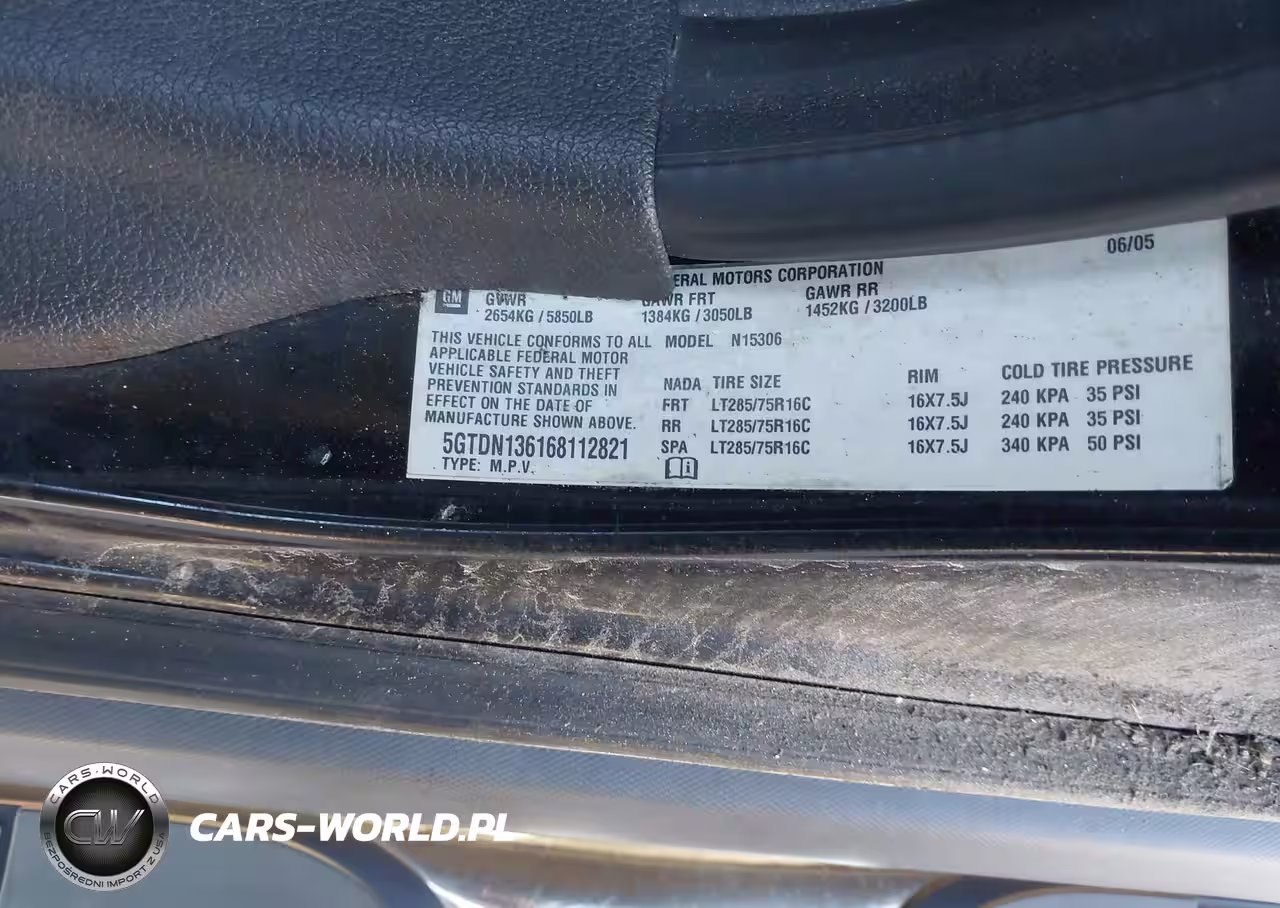 06/05
ERAL MOTORS CORPORATION
GM GVWR GAWR FRT GAWR RR
2654KG / 5850LB 1384KG / 3050LB 1452KG / 3200LB
THIS VEHICLE CONFORMS TO ALL MODEL N15306
APPLICABLE FEDERAL MOTOR
VEHICLE SAFETY AND THEFT
PREVENTION STANDARDS IN
EFFECT ON THE DATE OF
MANUFACTURE SHOWN ABOVE.
5GTDN136168112821
TYPE: M.P.V.
NADA TIRE SIZE RIM COLD TIRE PRESSURE
FRT LT285/75R16C 16X7.5J 240 KPA 35 PSI
RR LT285/75R16C 16X7.5J 240 KPA 35 PSI
SPA LT285/75R16C 16X7.5J 340 KPA 50 PSI
CARS-WORLD
CW
BEZPOŚREDNI IMPORT Z USA
CARS-WORLD.PL